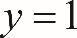 y = 1